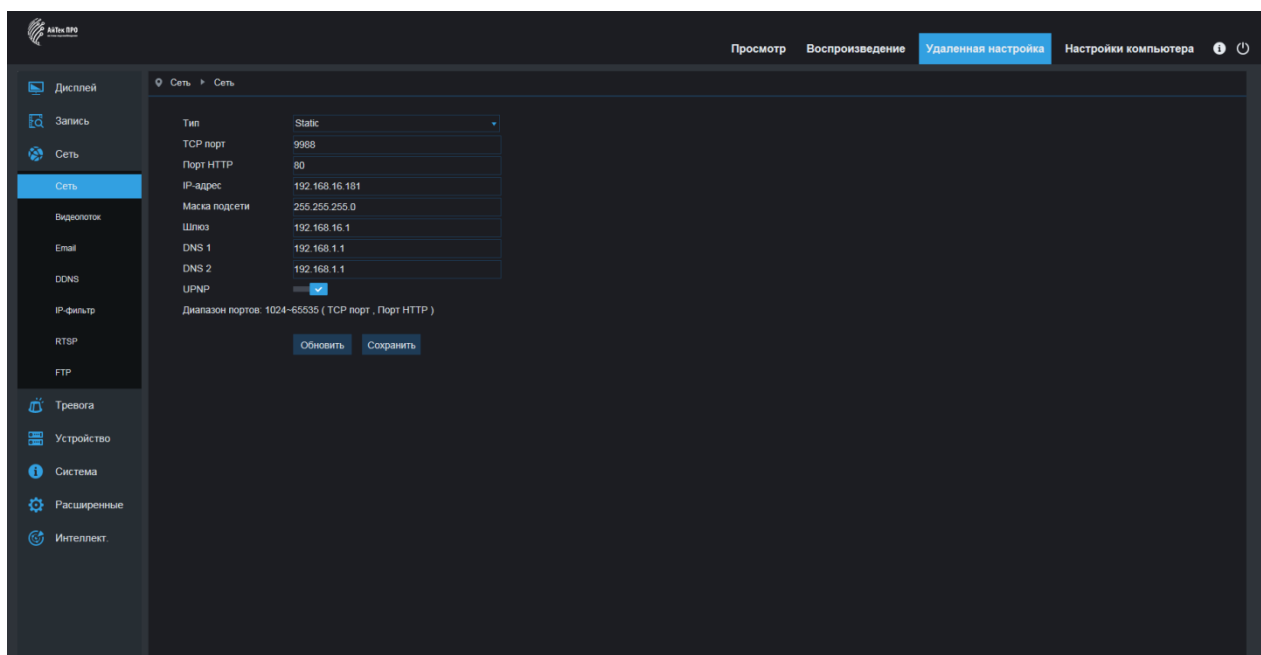 АйТек ПРО
Просмотр Воспроизведение Удаленная настройка Настройки компьютера
Дисплей
Запись
Сеть
Сеть
Видеопоток
Email
DDNS
IP-фильтр
RTSP
FTP
Тревога
Устройство
Система
Расширенные
Интеллект.
Сеть Сеть
Тип Static
TCP порт 9988
Порт HTTP 80
IP-адрес 192.168.16.181
Маска подсети 255.255.255.0
Шлюз 192.168.16.1
DNS 1 192.168.1.1
DNS 2 192.168.1.1
UPNP
Диапазон портов: 1024~65535 ( TCP порт , Порт HTTP )
Обновить Сохранить